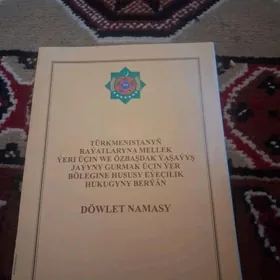 TÜRKMENISTANYŇ
RAÝATLARYNA MELLEK
ÝERI ÜÇIN WE ÖZBAŞDAK ÝAŞAÝYŞ
JAÝYNY GURMAK ÜÇIN ÝER
BÖLEGINE HUSUSY EÝEÇILIK
HUKUGYNY BERÝÄN
DÖWLET NAMASY